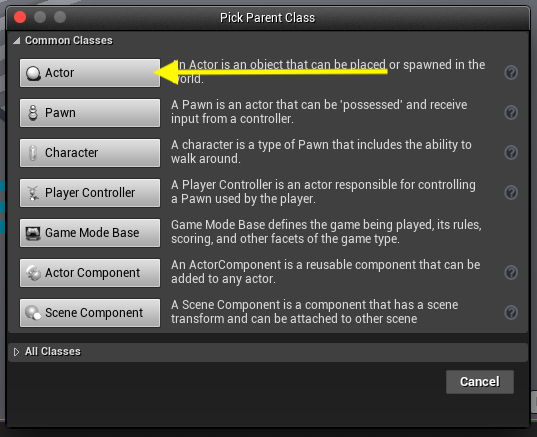 Pick Parent Class
Common Classes
Actor
An Actor is an object that can be placed or spawned in the
world.
Pawn
A Pawn is an actor that can be 'possessed' and receive
input from a controller.
Character
A character is a type of Pawn that includes the ability to
walk around.
Player Controller
A Player Controller is an actor responsible for controlling
a Pawn used by the player.
Game Mode Base
Game Mode Base defines the game being played, its rules,
scoring, and other facets of the game type.
Actor Component
An ActorComponent is a reusable component that can be
added to any actor.
Scene Component
A Scene Component is a component that has a scene
transform and can be attached to other scene
All Classes
Cancel